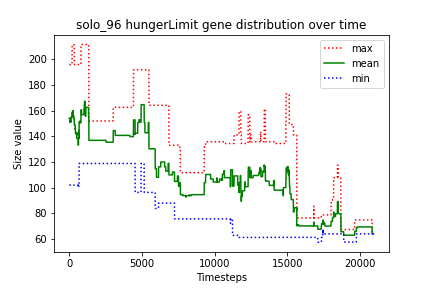 solo_96 hungerLimit gene distribution over time
max
mean
min
Size value
200
180
160
140
120
100
80
60
0
5000
10000
15000
20000
Timesteps